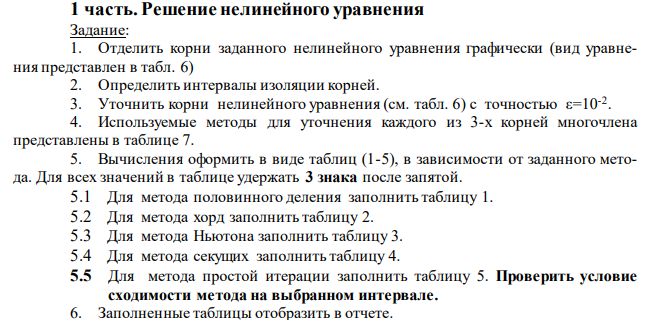 1 часть. Решение нелинейного уравнения
Задание:
1. Отделить корни заданного нелинейного уравнения графически (вид уравне-
ния представлен в табл. 6)
2. Определить интервалы изоляции корней.
3. Уточнить корни нелинейного уравнения (см. табл. 6) с точностью ε=10-2.
4. Используемые методы для уточнения каждого из 3-х корней многочлена
представлены в таблице 7.
5. Вычисления оформить в виде таблиц (1-5), в зависимости от заданного мето-
да. Для всех значений в таблице удержать 3 знака после запятой.
5.1 Для метода половинного деления заполнить таблицу 1.
5.2 Для метода хорд заполнить таблицу 2.
5.3 Для метода Ньютона заполнить таблицу 3.
5.4 Для метода секущих заполнить таблицу 4.
5.5 Для метода простой итерации заполнить таблицу 5. Проверить условие
сходимости метода на выбранном интервале.
6. Заполненные таблицы отобразить в отчете.